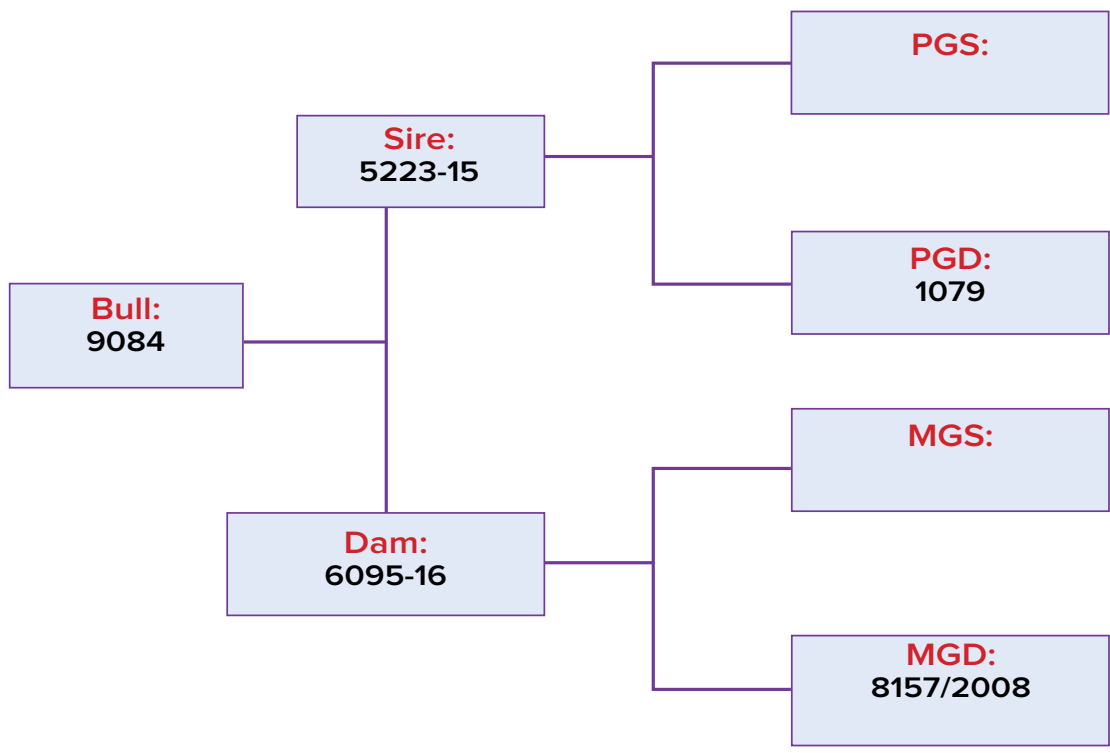 PGS:
Sire:
5223-15
PGD:
1079
Bull:
9084
MGS:
Dam:
6095-16
MGD:
8157/2008